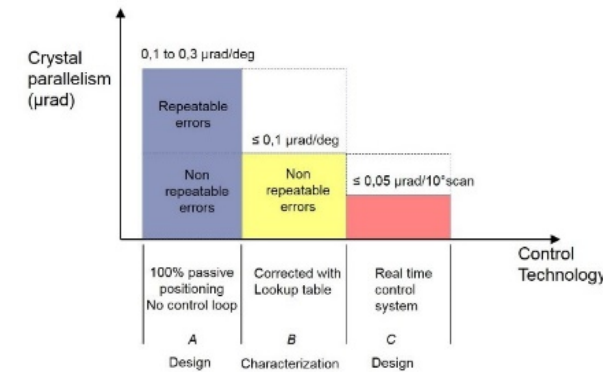 Crystal
parallelism
(µrad)
0,1 to 0,3 µrad/deg
Repeatable
errors
Non
repeatable
errors
≤ 0,1 µrad/deg
Non
repeatable
errors
≤ 0,05 µrad/10°scan
Control
Technology
100% passive
positioning
No control loop
A
Design
Corrected with
Lookup table
B
Characterization
Real time
control
system
C
Design